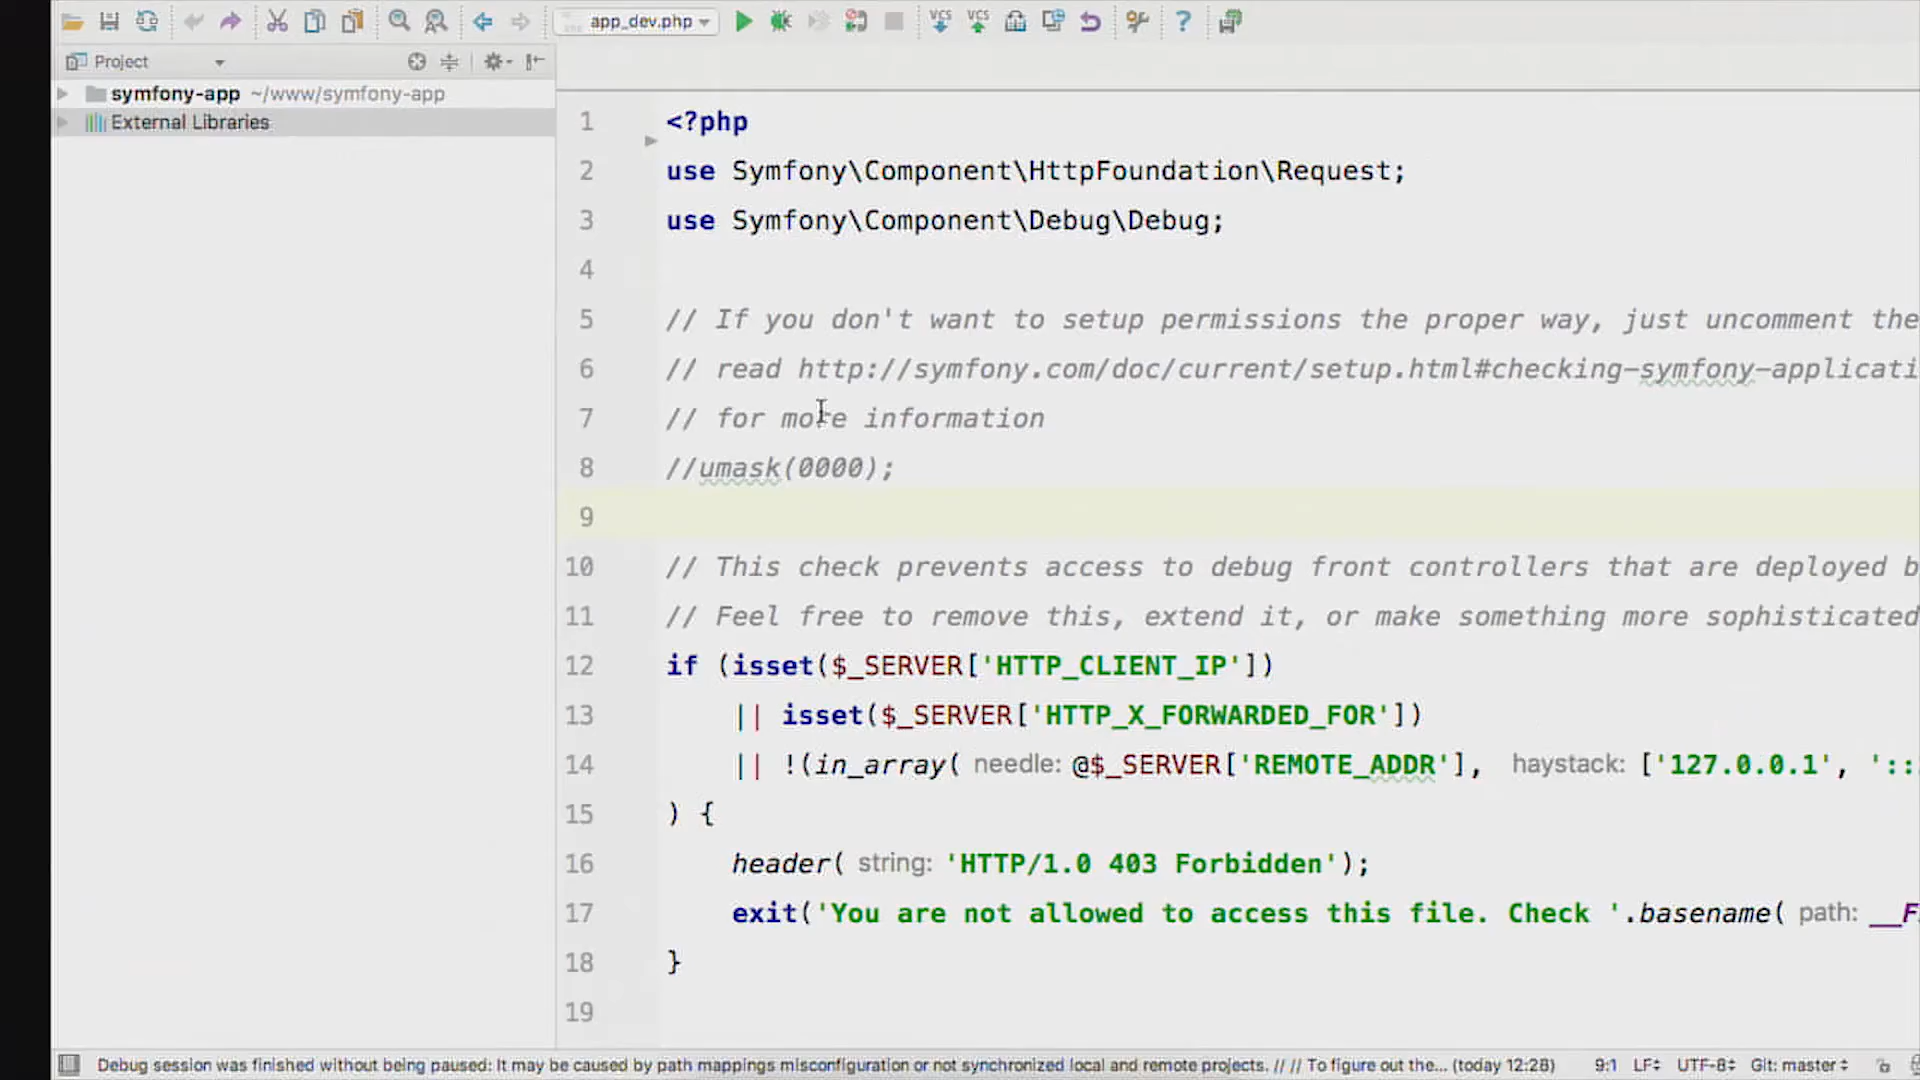 app_dev.php
VCS
VCS
?
Project
symfony-app ~/www/symfony-app
External Libraries
1 <?php
2 use Symfony\Component\HttpFoundation\Request;
3 use Symfony\Component\Debug\Debug;
4
5 // If you don't want to setup permissions the proper way, just uncomment the
6 // read http://symfony.com/doc/current/setup.html#checking-symfony-applicati
7 // for more information
8 //umask(0000);
9
10 // This check prevents access to debug front controllers that are deployed b
11 // Feel free to remove this, extend it, or make something more sophisticated
12 if (isset($_SERVER['HTTP_CLIENT_IP'])
13 || isset($_SERVER['HTTP_X_FORWARDED_FOR'])
14 || !(in_array( needle: @$_SERVER['REMOTE_ADDR'], haystack: ['127.0.0.1', '::
15 ) {
16 header( string: 'HTTP/1.0 403 Forbidden');
17 exit('You are not allowed to access this file. Check '.basename( path: __F
18 }
19
Debug session was finished without being paused: It may be caused by path mappings misconfiguration or not synchronized local and remote projects. // // To figure out the... (today 12:28) 9:1 LF UTF-8 Git: master